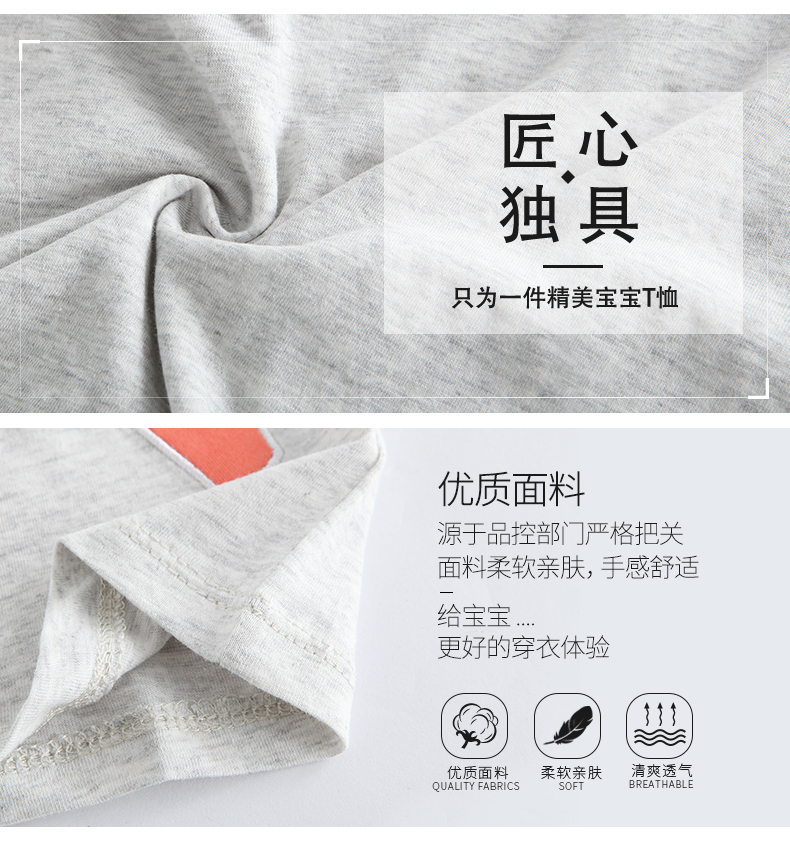 匠心
独具
只为一件精美宝宝T恤
优质面料
源于品控部门严格把关
面料柔软亲肤，手感舒适
给宝宝 ....
更好的穿衣体验
优质面料 柔软亲肤 清爽透气
QUALITY FABRICS SOFT BREATHABLE